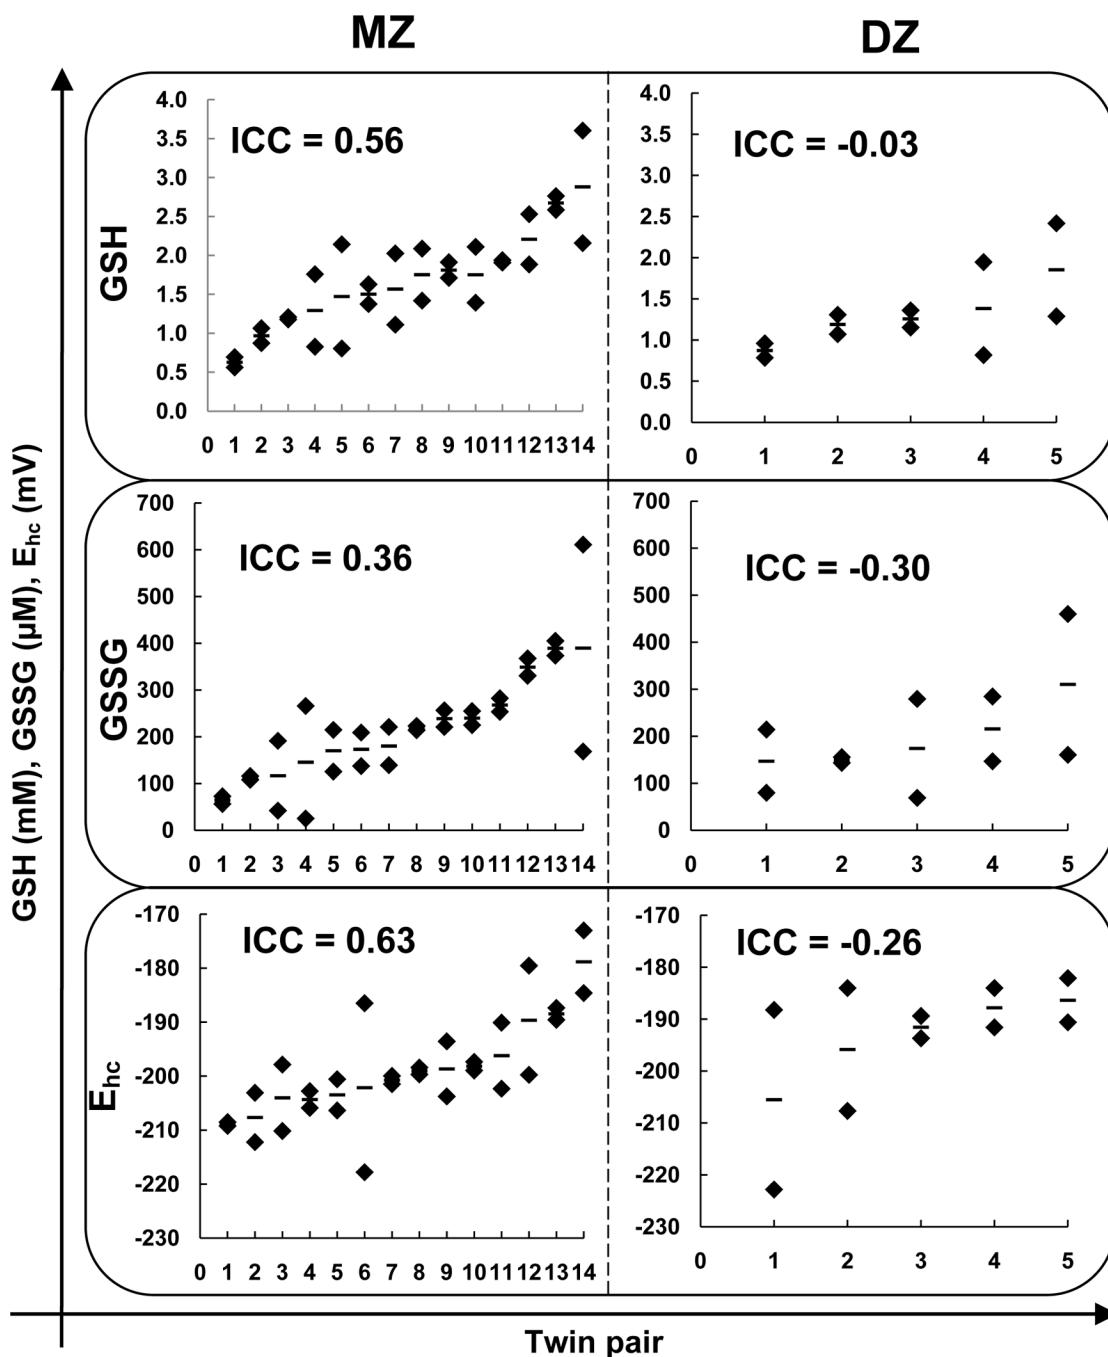 MZ
DZ
GSH (mM), GSSG (µM), Ehc (mV)
GSH
4.0
3.5
3.0
2.5
2.0
1.5
1.0
0.5
0.0
ICC = 0.56
0 1 2 3 4 5 6 7 8 9 10 11 12 13 14
4.0
3.5
3.0
2.5
2.0
1.5
1.0
0.5
0.0
ICC = -0.03
0 1 2 3 4 5
GSSG
700
600
500
400
300
200
100
0
ICC = 0.36
0 1 2 3 4 5 6 7 8 9 10 11 12 13 14
700
600
500
400
300
200
100
0
ICC = -0.30
0 1 2 3 4 5
Ehc
-170
-180
-190
-200
-210
-220
-230
ICC = 0.63
0 1 2 3 4 5 6 7 8 9 10 11 12 13 14
-170
-180
-190
-200
-210
-220
-230
ICC = -0.26
0 1 2 3 4 5
Twin pair